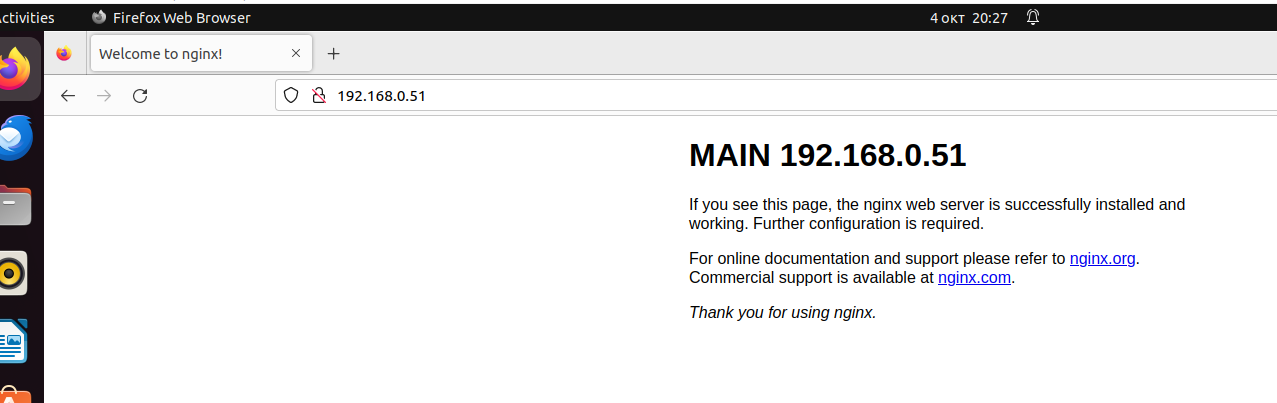 Activities
Firefox Web Browser
4 окт 20:27
Welcome to nginx!
192.168.0.51
MAIN 192.168.0.51
If you see this page, the nginx web server is successfully installed and
working. Further configuration is required.
For online documentation and support please refer to nginx.org.
Commercial support is available at nginx.com.
Thank you for using nginx.